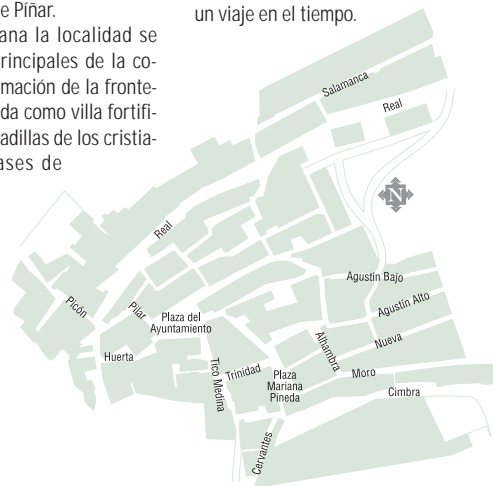 e Píñar.
ana la localidad se
rincipales de la co-
mación de la fronte-
da como villa fortifi-
adillas de los cristia-
ases de
un viaje en el tiempo.
Salamanca
Real
N
Real
Agustín Bajo
Picón
Pilar
Agustín Alto
Plaza del
Ayuntamiento
Nueva
Alhambra
Huerta
Tico Medina
Trinidad
Plaza
Mariana
Pineda
Moro
Cimbra
Cervantes